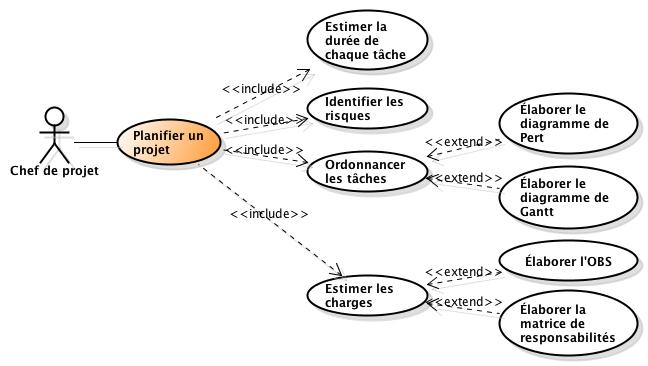 Estimer la
durée de
chaque tâche
<<include>>
Identifier les
risques
<<include>>
Élaborer le
diagramme de
Pert
Planifier un
projet
<<include>>
Ordonnancer
les tâches
<<extend>>
Chef de projet
<<extend>>
Élaborer le
diagramme de
Gantt
<<include>>
Élaborer l'OBS
<<extend>>
Estimer les
charges
<<extend>>
Élaborer la
matrice de
responsabilités